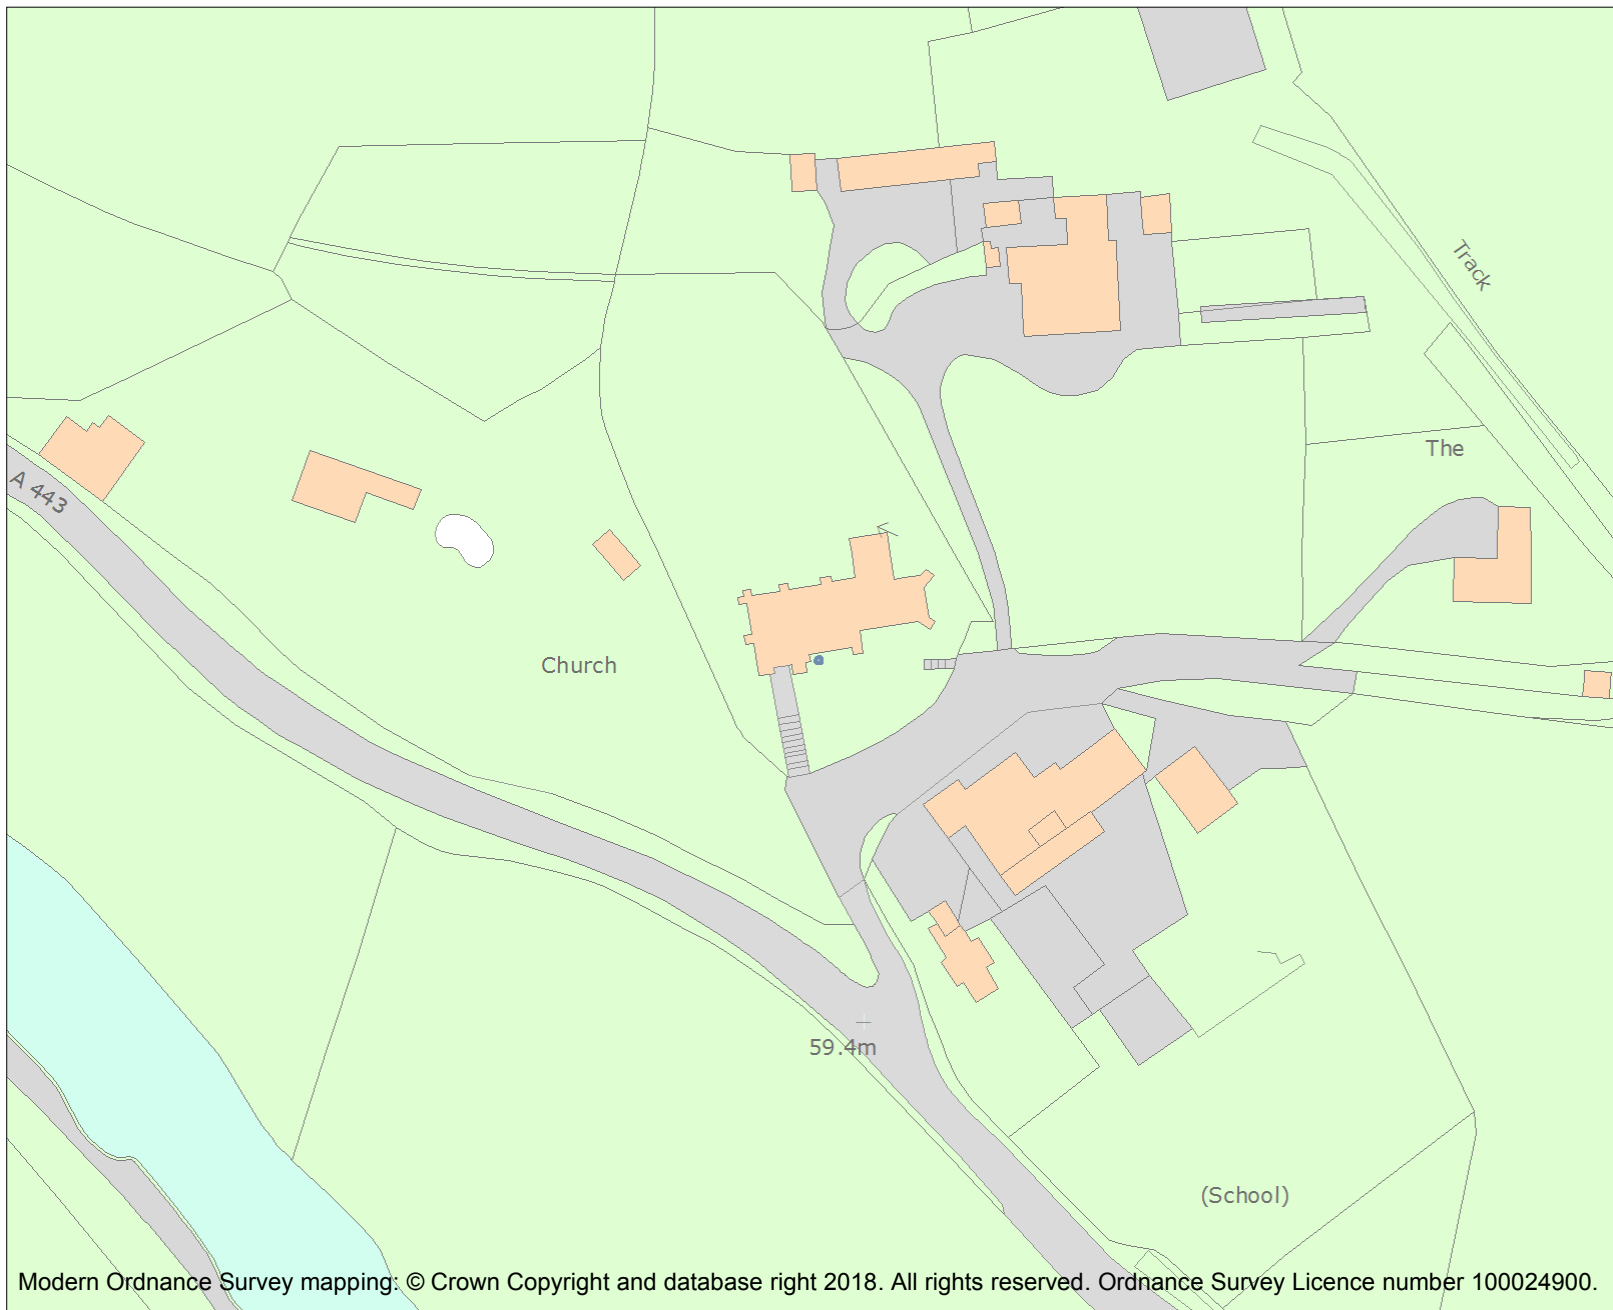 Track
The
A 443
Church
59.4m
(School)
Modern Ordnance Survey mapping: © Crown Copyright and database right 2018. All rights reserved. Ordnance Survey Licence number 100024900.